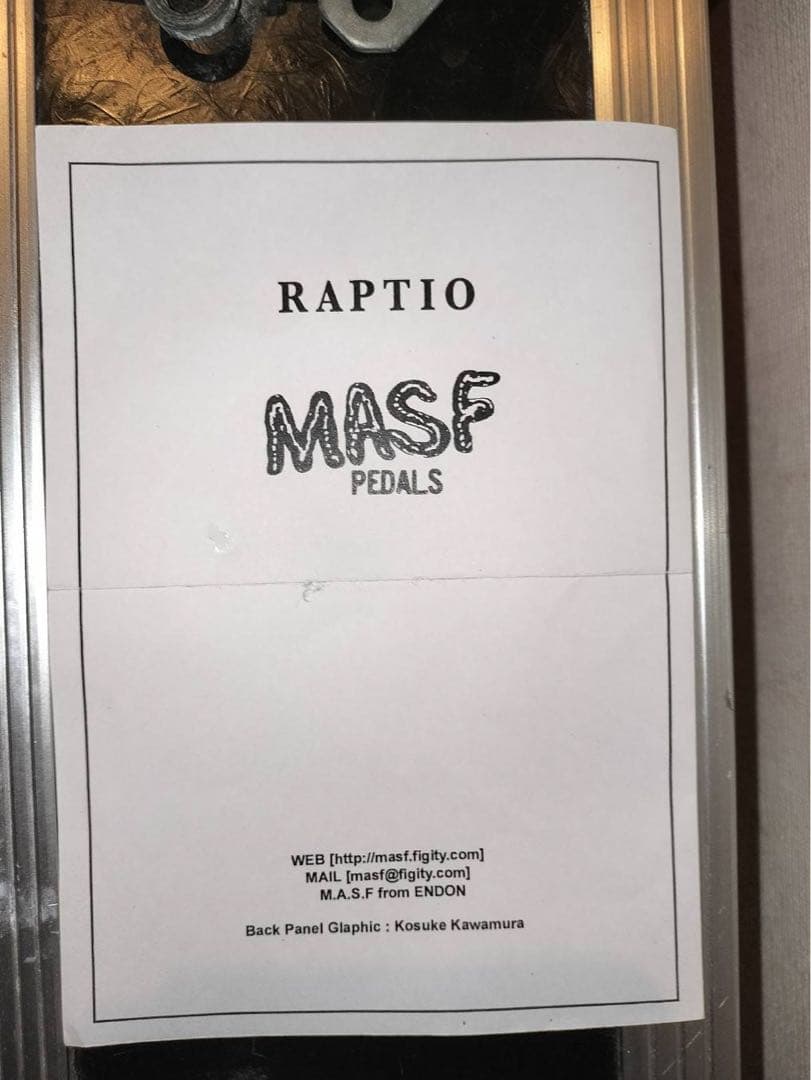 RAPTIO
MASF
PEDALS
WEB [http://masf.figity.com]
MAIL [masf@figity.com]
M.A.S.F from ENDON
Back Panel Glaphic : Kosuke Kawamura